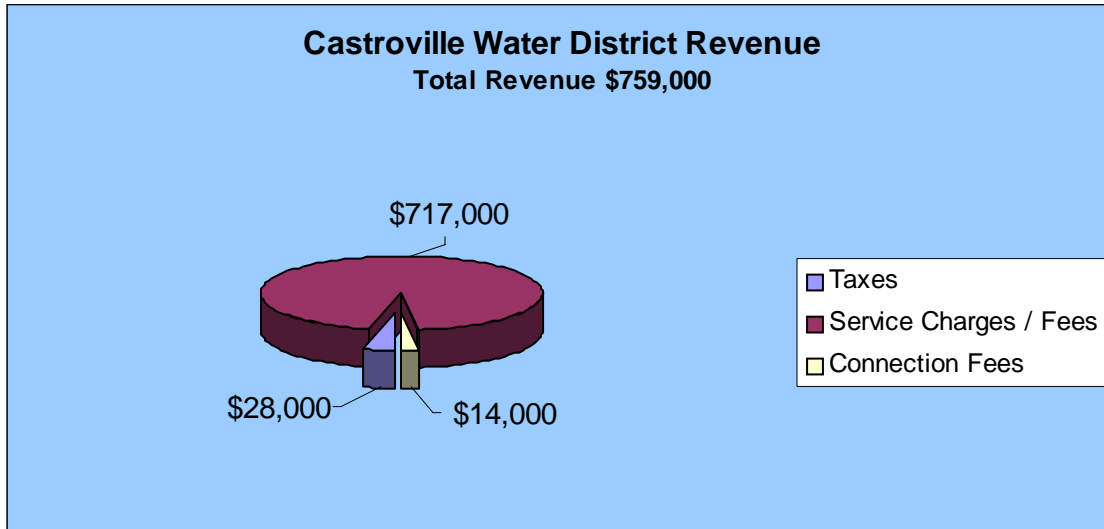 Castroville Water District Revenue
Total Revenue $759,000
$717,000
$28,000
$14,000
Taxes
Service Charges / Fees
Connection Fees